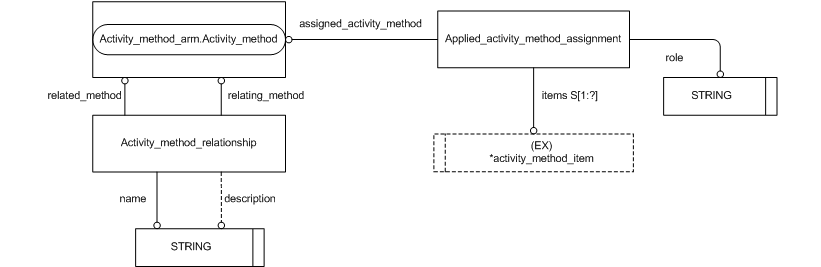 assigned_activity_method
Activity_method_arm.Activity_method
Applied_activity_method_assignment
role
related_method
relating_method
items S[1:?]
STRING
Activity_method_relationship
(EX)
*activity_method_item
name
description
STRING